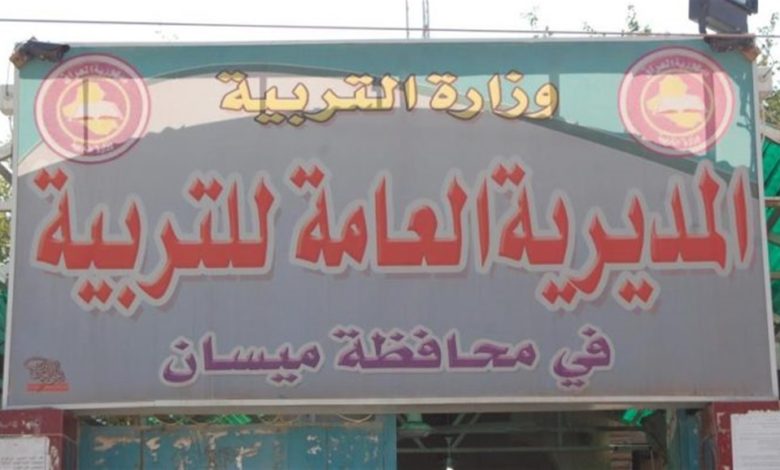 وزارة التربية
المديرية العامة للتربية
في محافظة ميسان